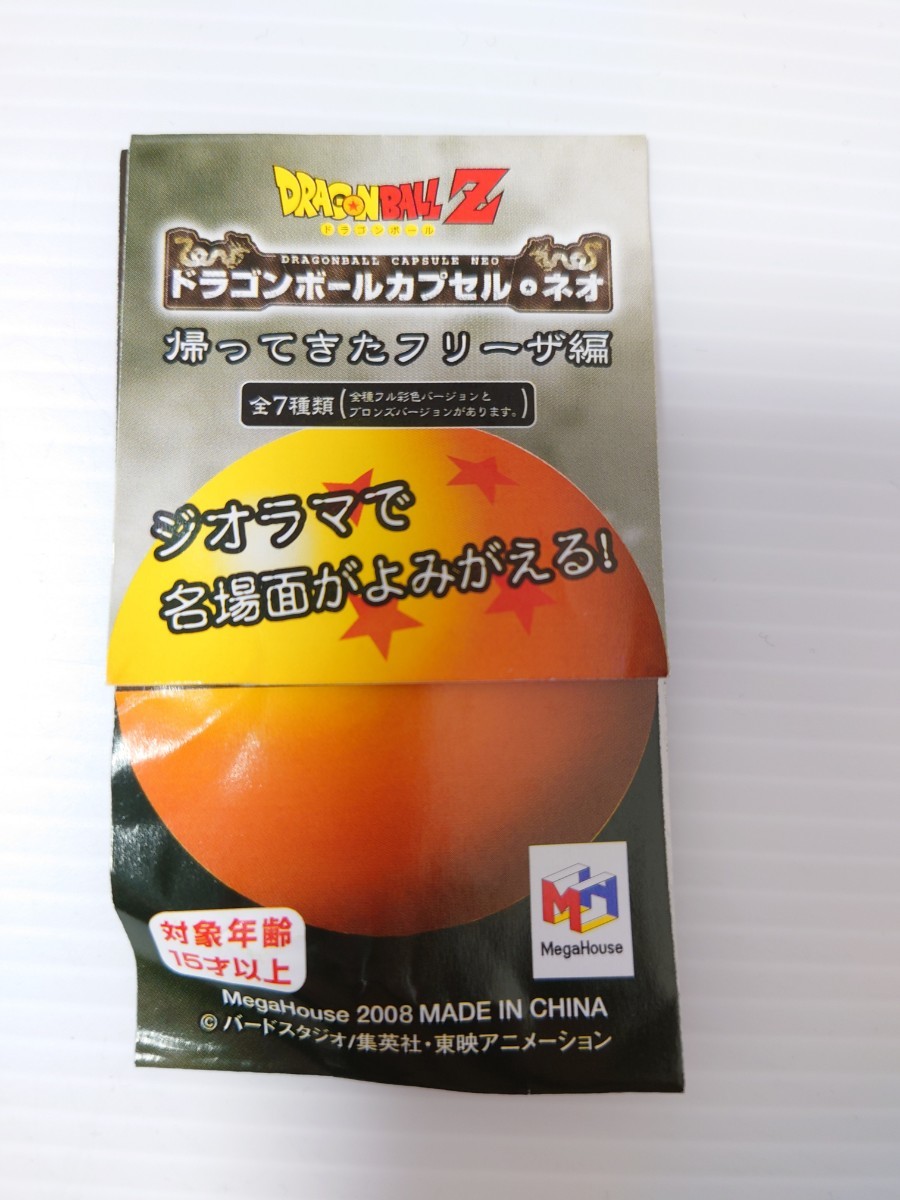 DRAGONBALL Z
ドラゴンボール
DRAGONBALL CAPSULE NEO
ドラゴンボールカプセル・ネオ
帰ってきたフリーザ編
全7種類(全種フル彩色バージョンと
ブロンズバージョンがあります。)
ジオラマで
名場面がよみがえる!
MH
MegaHouse
対象年齢
15才以上
MegaHouse 2008 MADE IN CHINA
© バードスタジオ/集英社・東映アニメーション